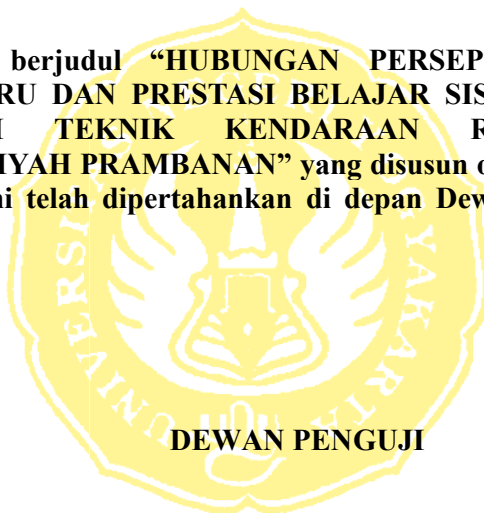 berjudul “HUBUNGAN PERSEP
RU DAN PRESTASI BELAJAR SIS
TEKNIK KENDARAAN R
IYAH PRAMBANAN” yang disusun o
ni telah dipertahankan di depan Dew
DEWAN PENGUJI